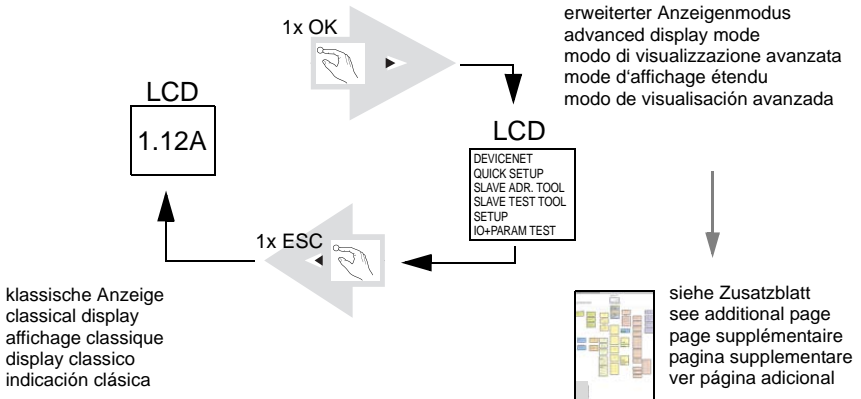 1x OK
erweiterter Anzeigenmodus
advanced display mode
modo di visualizzazione avanzata
mode d'affichage étendu
modo de visualisación avanzada
LCD
1.12A
LCD
DEVICENET
QUICK SETUP
SLAVE ADR. TOOL
SLAVE TEST TOOL
SETUP
IO+PARAM TEST
1x ESC
klassische Anzeige
classical display
affichage classique
display classico
indicación clásica
siehe Zusatzblatt
see additional page
page supplémentaire
pagina supplementare
ver página adicional